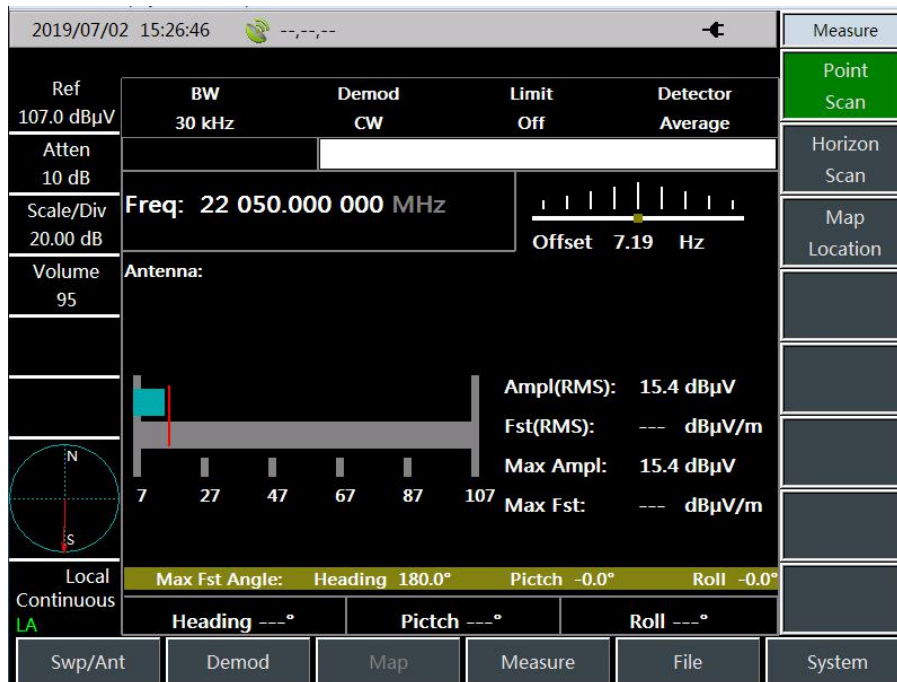 2019/07/02 15:26:46 --,--,--
Measure
Ref
107.0 dBµV
Atten
10 dB
Scale/Div
20.00 dB
Volume
95
BW Demod Limit Detector
30 kHz CW Off Average
Freq: 22 050.000 000 MHz
Offset 7.19 Hz
Antenna:
Ampl(RMS): 15.4 dBµV
Fst(RMS): --- dBµV/m
Max Ampl: 15.4 dBµV
Max Fst: --- dBµV/m
7 27 47 67 87 107
N
S
Max Fst Angle: Heading 180.0° Pictch -0.0° Roll -0.0°
Heading ---° Pictch ---° Roll ---°
Local
Continuous
LA
Point
Scan
Horizon
Scan
Map
Location
Swp/Ant Demod Map Measure File System